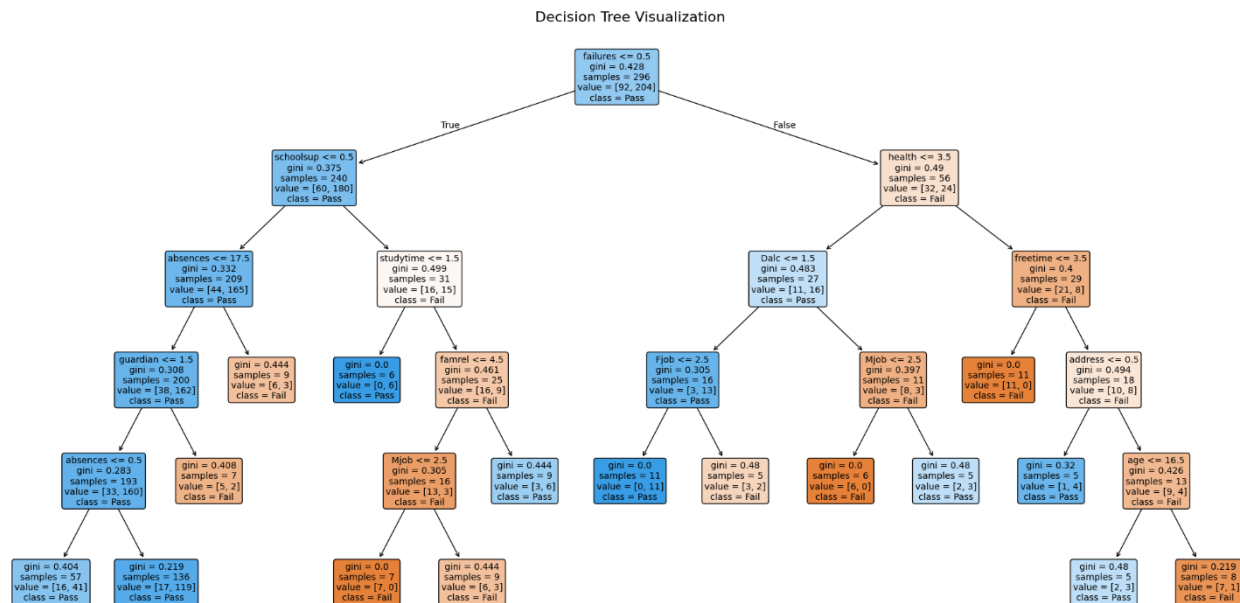 Decision Tree Visualization
failures <= 0.5
gini = 0.428
samples = 296
value = [92, 204]
class = Pass
True
False
schoolsup <= 0.5
gini = 0.375
samples = 240
value = [60, 180]
class = Pass
health <= 3.5
gini = 0.49
samples = 56
value = [32, 24]
class = Fail
absences <= 17.5
gini = 0.332
samples = 209
value = [44, 165]
class = Pass
studytime <= 1.5
gini = 0.499
samples = 31
value = [16, 15]
class = Fail
Dalc <= 1.5
gini = 0.483
samples = 27
value = [11, 16]
class = Pass
freetime <= 3.5
gini = 0.4
samples = 29
value = [21, 8]
class = Fail
guardian <= 1.5
gini = 0.308
samples = 200
value = [38, 162]
class = Pass
gini = 0.444
samples = 9
value = [6, 3]
class = Fail
gini = 0.0
samples = 6
value = [0, 6]
class = Pass
famrel <= 4.5
gini = 0.461
samples = 25
value = [16, 9]
class = Fail
Fjob <= 2.5
gini = 0.305
samples = 16
value = [3, 13]
class = Pass
Mjob <= 2.5
gini = 0.397
samples = 11
value = [8, 3]
class = Fail
gini = 0.0
samples = 11
value = [11, 0]
class = Fail
address <= 0.5
gini = 0.494
samples = 18
value = [10, 8]
class = Fail
absences <= 0.5
gini = 0.283
samples = 193
value = [33, 160]
class = Pass
gini = 0.408
samples = 7
value = [5, 2]
class = Fail
Mjob <= 2.5
gini = 0.305
samples = 16
value = [13, 3]
class = Fail
gini = 0.444
samples = 9
value = [3, 6]
class = Pass
gini = 0.0
samples = 11
value = [0, 11]
class = Pass
gini = 0.48
samples = 5
value = [3, 2]
class = Fail
gini = 0.0
samples = 6
value = [6, 0]
class = Fail
gini = 0.48
samples = 5
value = [2, 3]
class = Pass
gini = 0.32
samples = 5
value = [1, 4]
class = Pass
age <= 16.5
gini = 0.426
samples = 13
value = [9, 4]
class = Fail
gini = 0.404
samples = 57
value = [16, 41]
class = Pass
gini = 0.219
samples = 136
value = [17, 119]
class = Pass
gini = 0.0
samples = 7
value = [7, 0]
class = Fail
gini = 0.444
samples = 9
value = [6, 3]
class = Fail
gini = 0.48
samples = 5
value = [2, 3]
class = Pass
gini = 0.219
samples = 8
value = [7, 1]
class = Fail